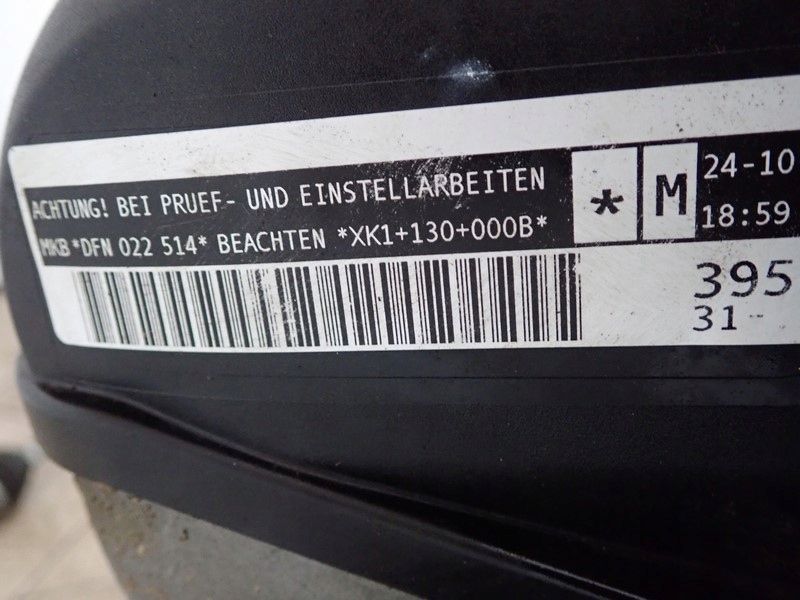 ACHTUNG! BEI PRUEF- UND EINSTELLARBEITEN
MKB *DFN 022 514* BEACHTEN *XK1+130+000B*
*
M
24-10
18:59
395
31-